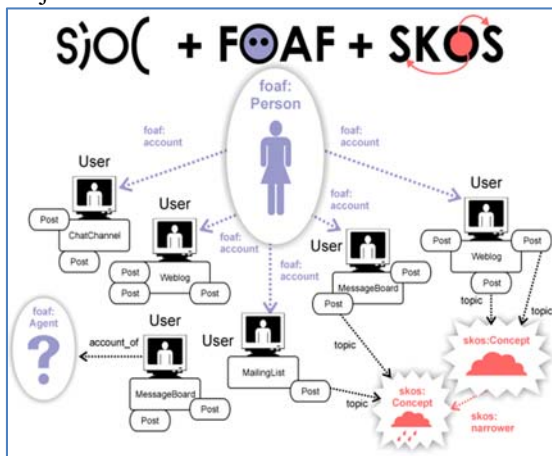 SIOC + FOAF + SKOS
foaf:
Person
foaf:
account
foaf:
account
User
User
Post
ChatChannel
User
foaf:
account
foaf:
account
User
Post
Post
Weblog
Post
Post
Post
Weblog
Post
Post
Post
foaf:
account
MessageBoard
Post
foaf:
Agent
?
account_of
User
MessageBoard
Post
Post
User
MailingList
Post
topic
topic
topic
topic
skos:Concept
skos:
Concept
skos:
narrower